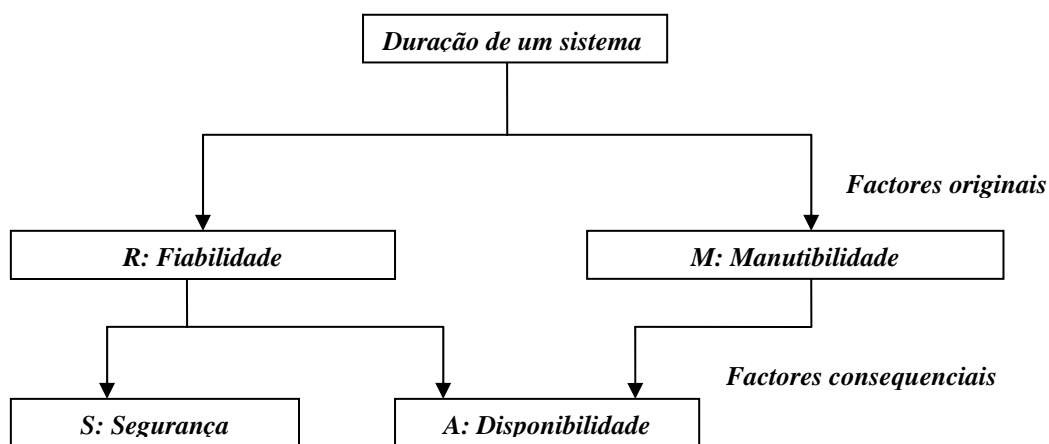 Duração de um sistema
Factores originais
R: Fiabilidade
M: Manutibilidade
Factores consequenciais
S: Segurança
A: Disponibilidade